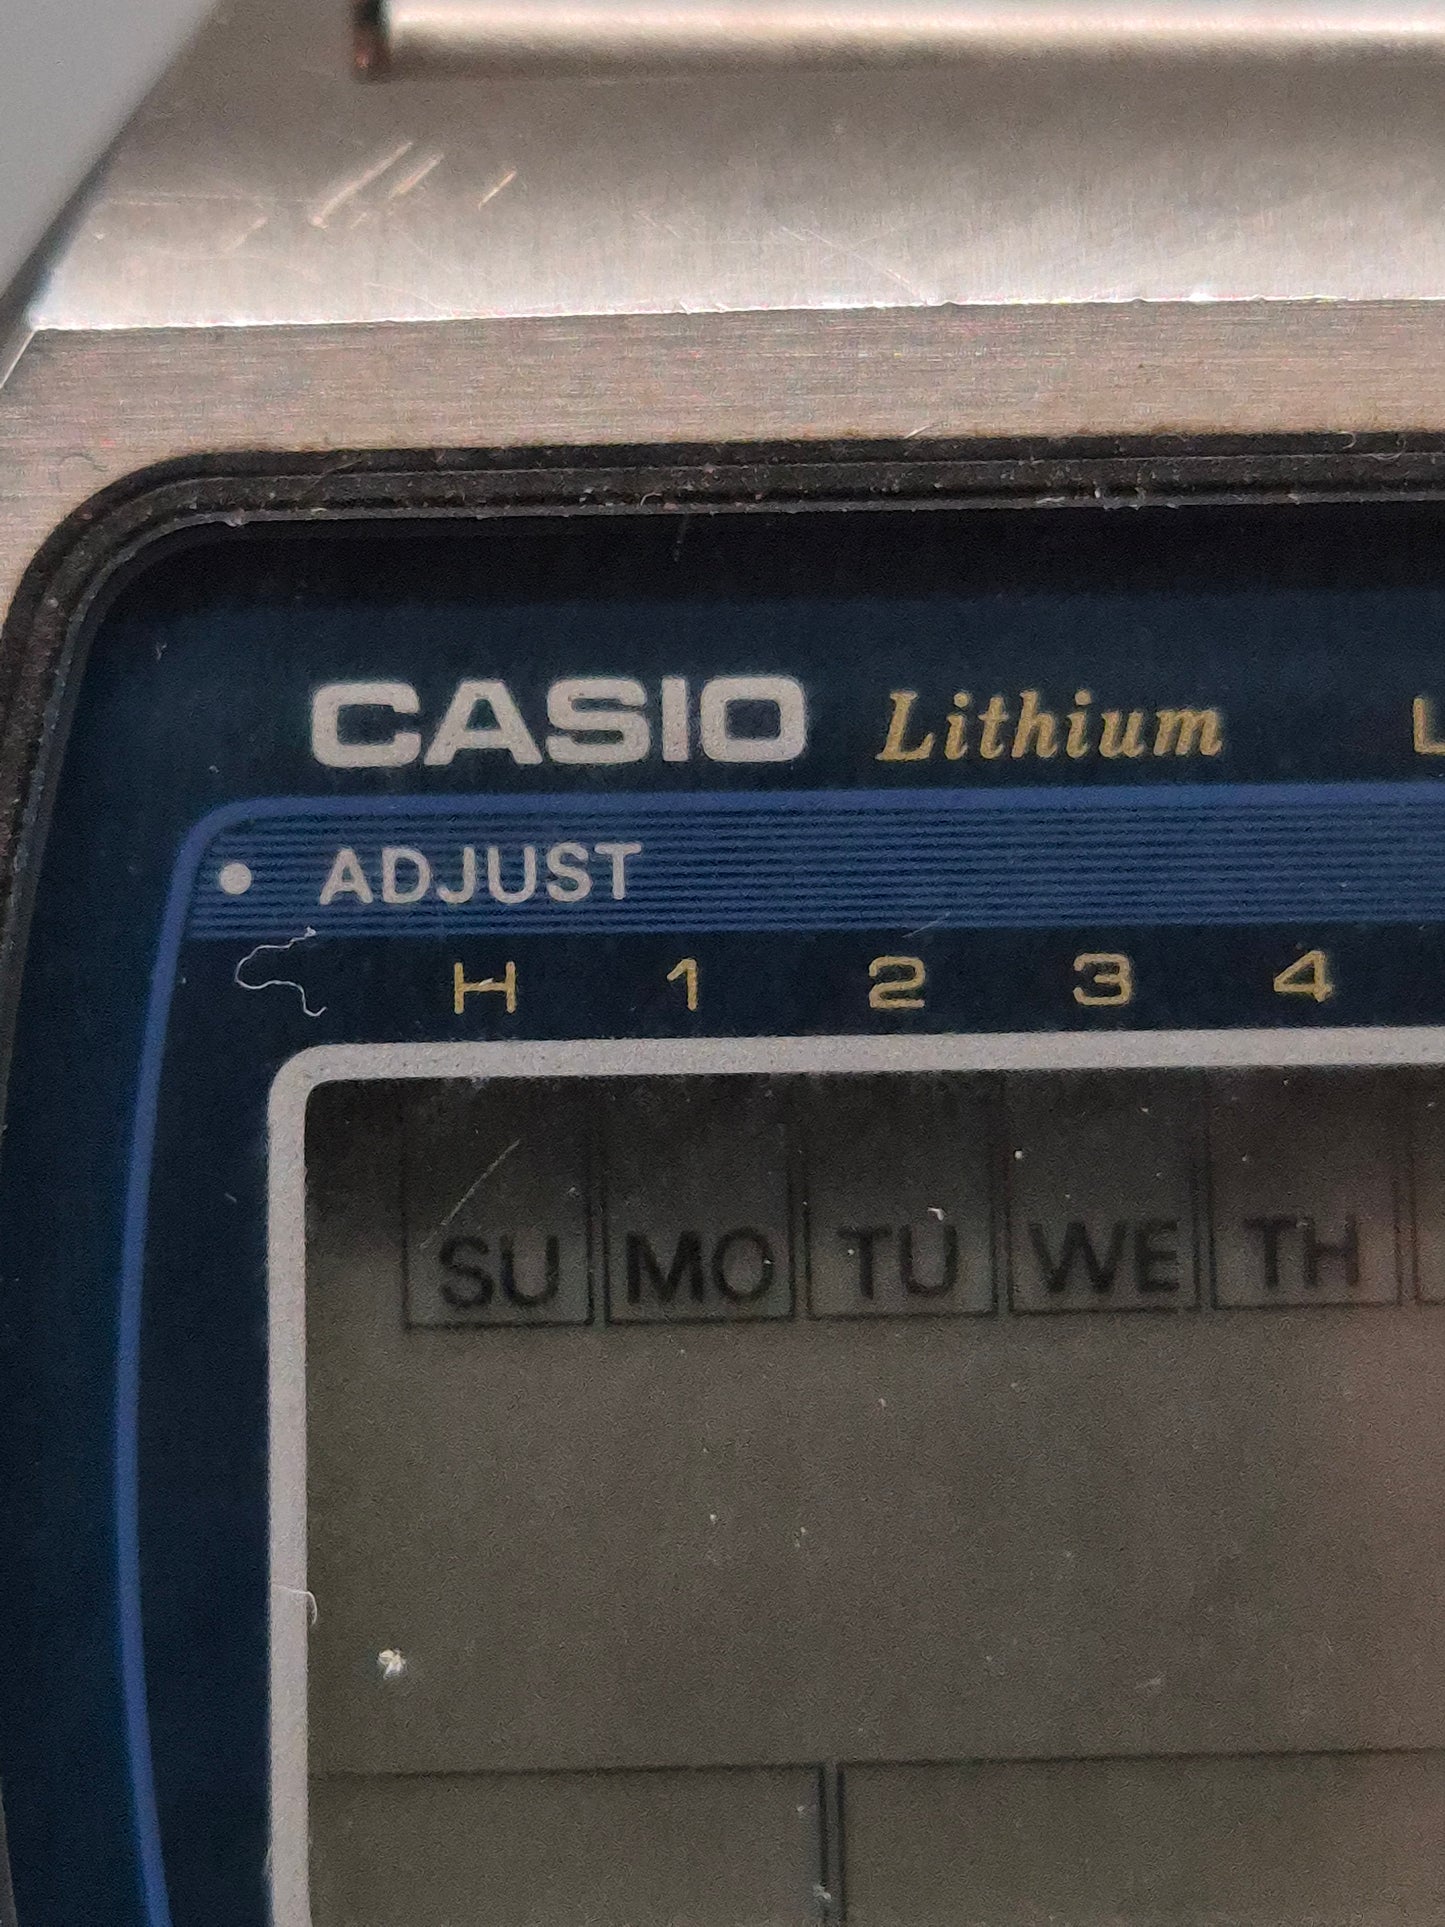 CASIO Lithium L
ADJUST
H 1 2 3 4
SU MO TU WE TH